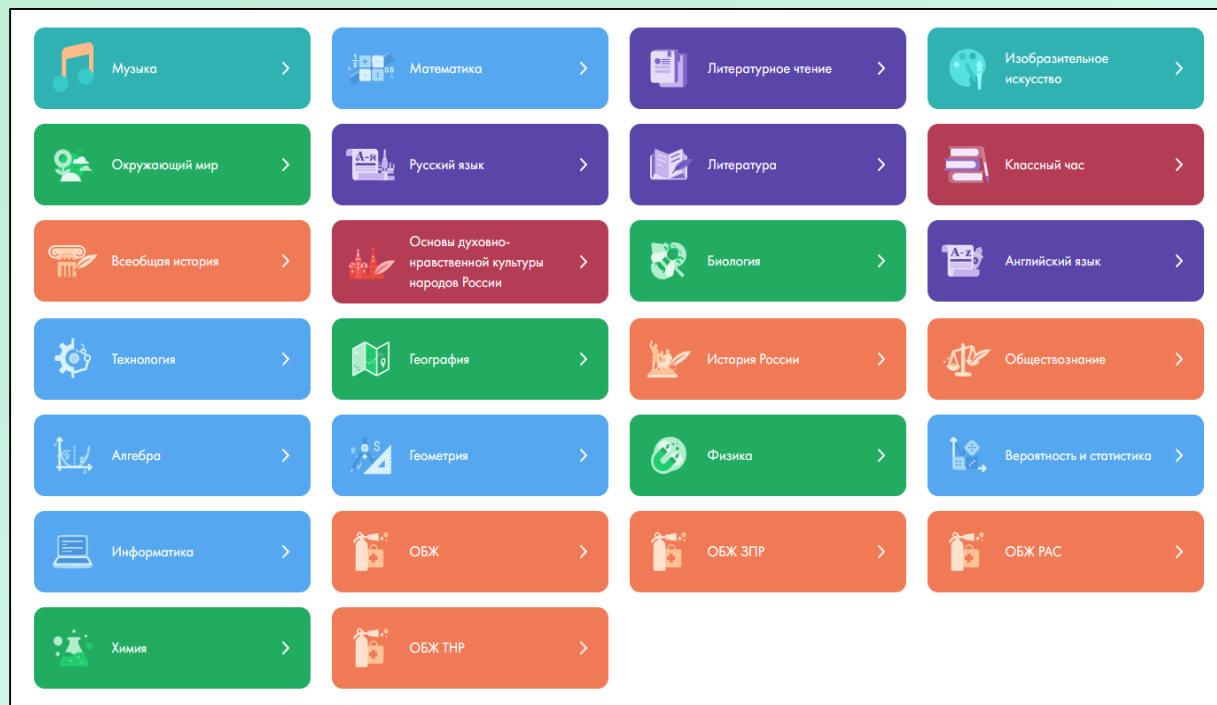 Музыка
Математика
Литературное чтение
Изобразительное
искусство
Окружающий мир
А-я
Русский язык
Литература
Классный час
Всеобщая история
Основы духовно-
нравственной культуры
народов России
Биология
A-z
Английский язык
Технология
География
История России
Обществознание
Алгебра
Геометрия
Физика
Вероятность и статистика
Информатика
ОБЖ
ОБЖ ЗПР
ОБЖ РАС
Химия
ОБЖ ТНР